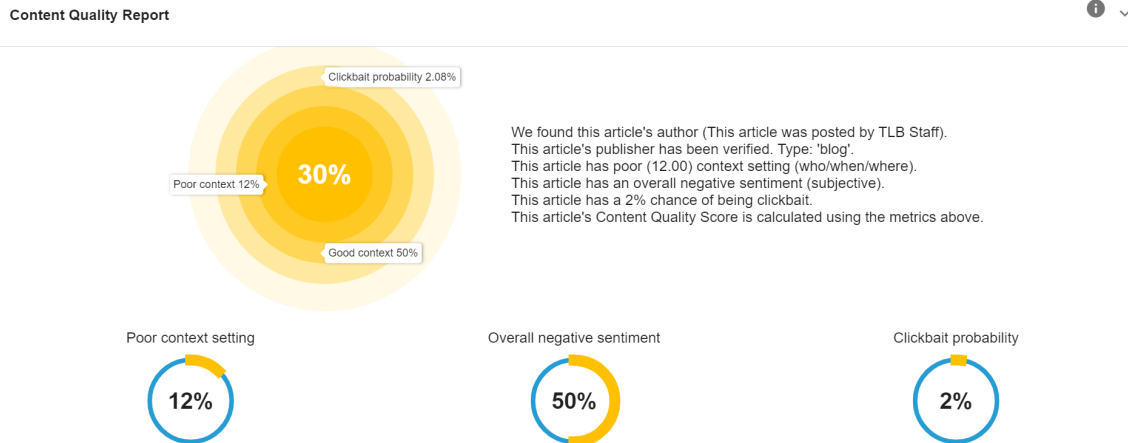 Content Quality Report
Clickbait probability 2.08%
30%
Poor context 12%
Good context 50%
We found this article's author (This article was posted by TLB Staff).
This article's publisher has been verified. Type: 'blog'.
This article has poor (12.00) context setting (who/when/where).
This article has an overall negative sentiment (subjective).
This article has a 2% chance of being clickbait.
This article's Content Quality Score is calculated using the metrics above.
Poor context setting
Overall negative sentiment
Clickbait probability
12%
50%
2%